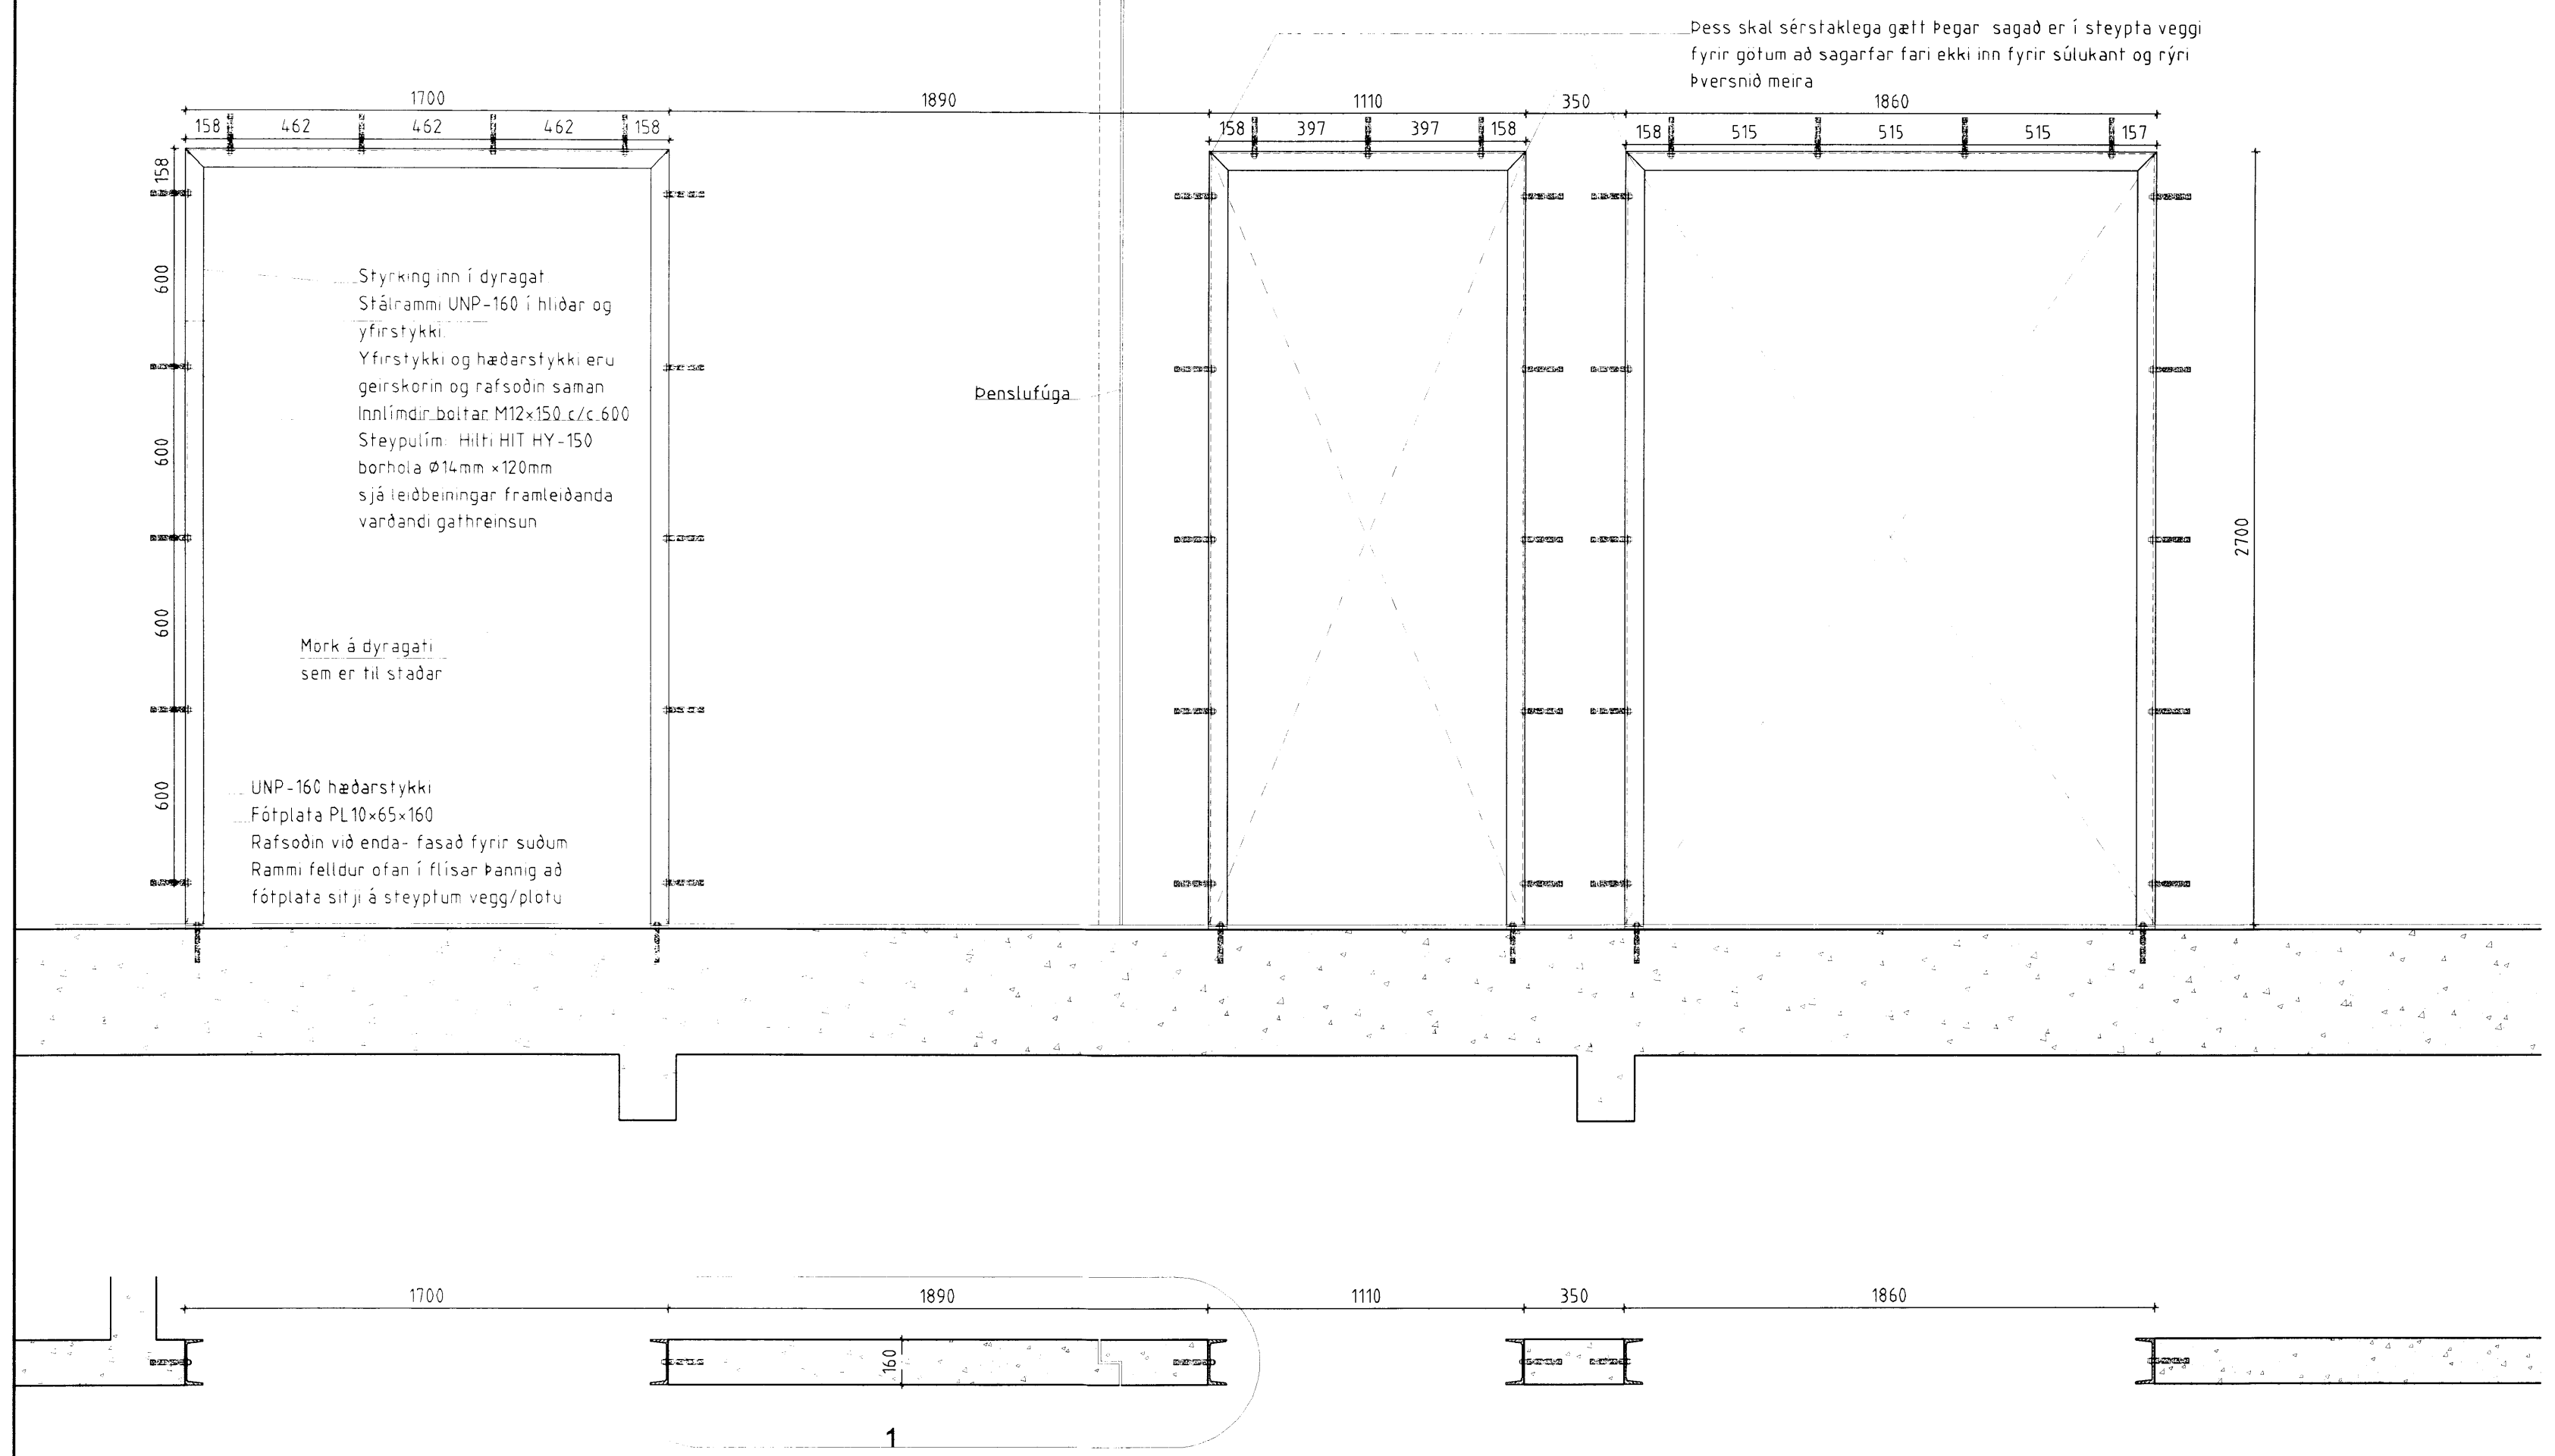 Þess skal sérstaklega gætt þegar sagað er í steypta veggi
fyrir götum að sagarfar fari ekki inn fyrir súlukant og rýri
þversnið meira
1700
1890
1110
350
1860
158 462 462 462 158
158 397 397 158
158 515 515 515 157
158
600
600
600
600
Styrking inn í dyragat.
Stálrammi UNP-160 í hliðar og
yfirstykki.
Yfirstykki og hæðarstykki eru
geirskorin og rafsoðin saman
Innlímdir boltar M12×150 c/c 600
Steypulím: Hilti HIT HY-150
borhola Ø14mm ×120mm
sjá leiðbeiningar framleiðanda
varðandi gathreinsun
Þenslufúga
2700
Mörk á dyragati
sem er til staðar
UNP-160 hæðarstykki
Fótplata PL10×65×160
Rafsoðin við enda- fasað fyrir suðum
Rammi felldur ofan í flísar þannig að
fótplata sitji á steyptum vegg/plötu
1700
1890
1110
350
1860
160
1